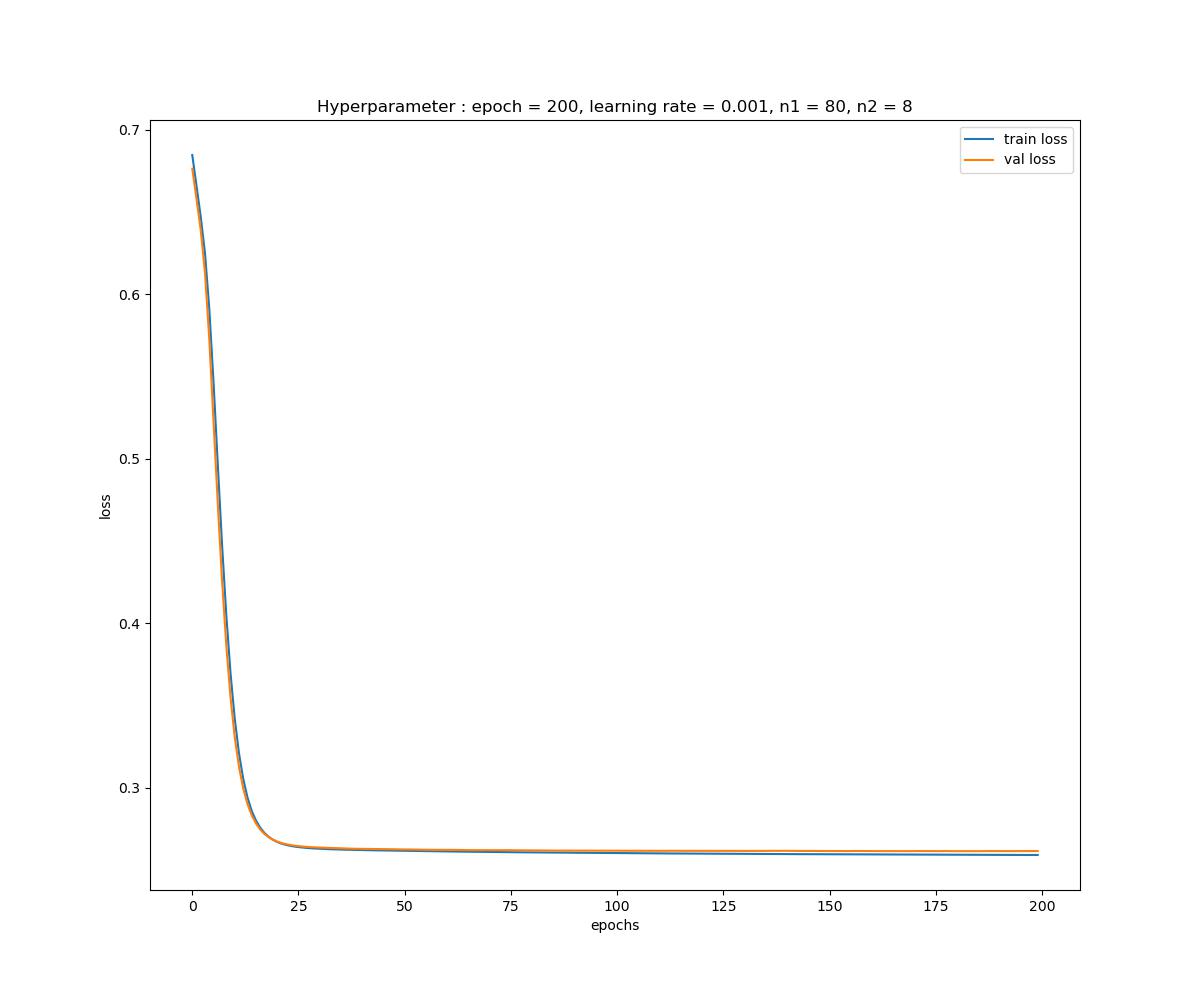 Hyperparameter : epoch = 200, learning rate = 0.001, n1 = 80, n2 = 8
train loss
val loss
0.7
0.6
0.5
0.4
0.3
loss
0 25 50 75 100 125 150 175 200
epochs